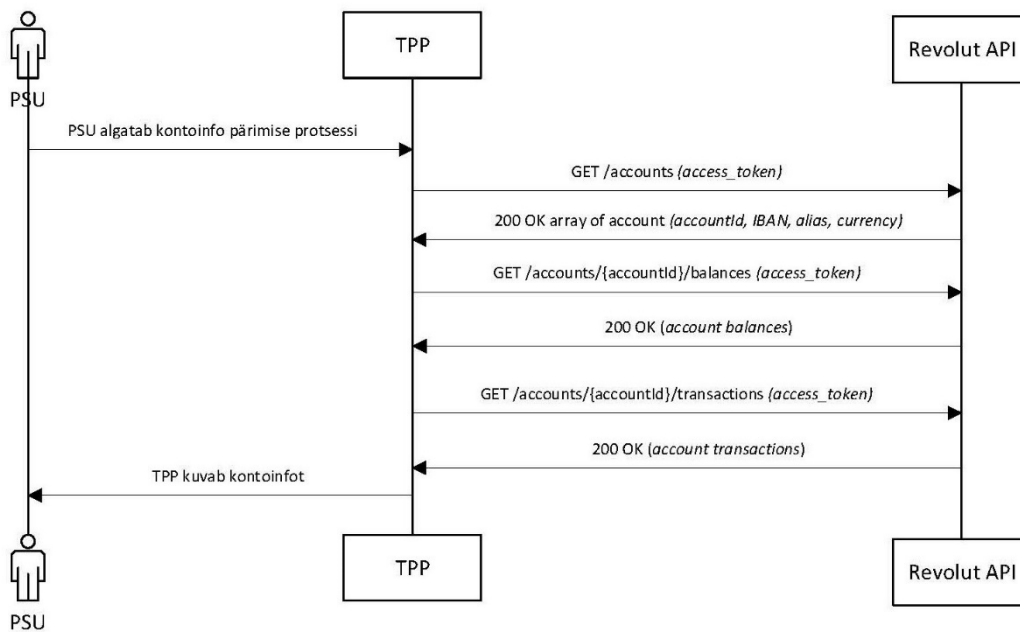 TPP
Revolut API
PSU
PSU algatab kontoinfo pärimise protsessi
GET /accounts (access_token)
200 OK array of account (accountId, IBAN, alias, currency)
GET /accounts/{accountId}/balances (access_token)
200 OK (account balances)
GET /accounts/{accountId}/transactions (access_token)
200 OK (account transactions)
TPP kuvab kontoinfot
TPP
Revolut API
PSU